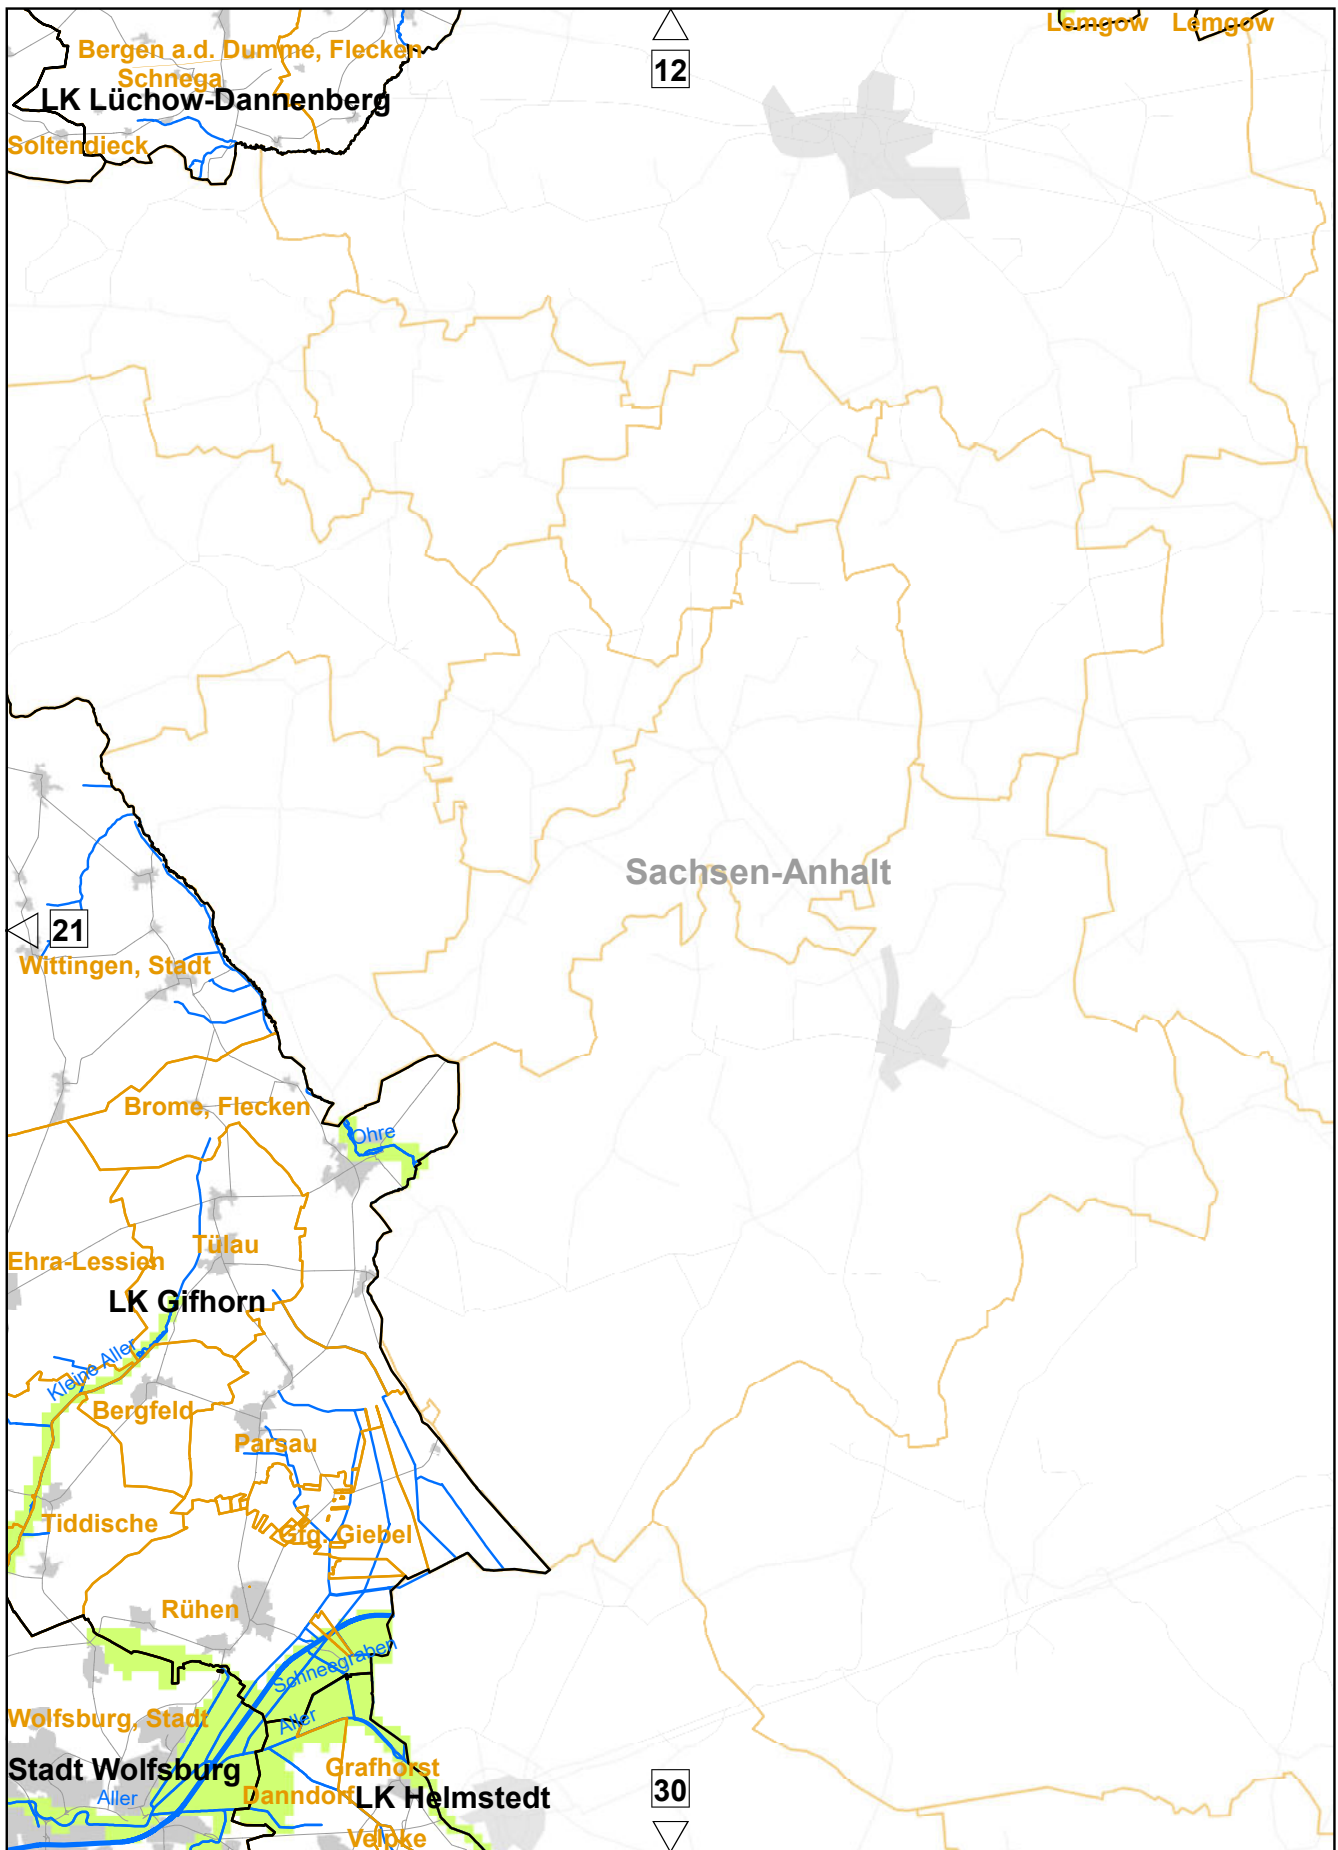 Lemgow Lemgow
Bergen a.d. Dumme, Flecken
12
Schnega
LK Lüchow-Dannenberg
Soltendieck
Sachsen-Anhalt
21
Wittingen, Stadt
Brome, Flecken
Ohre
Tülau
Ehra-Lessien
LK Gifhorn
Kleine Aller
Bergfeld
Parsau
Tiddische
Gfg. Giebel
Rühen
Schneegraben
Wolfsburg, Stadt
Aller
Stadt Wolfsburg
Grafhorst
Aller
Danndorf
LK Helmstedt
30
Velpke